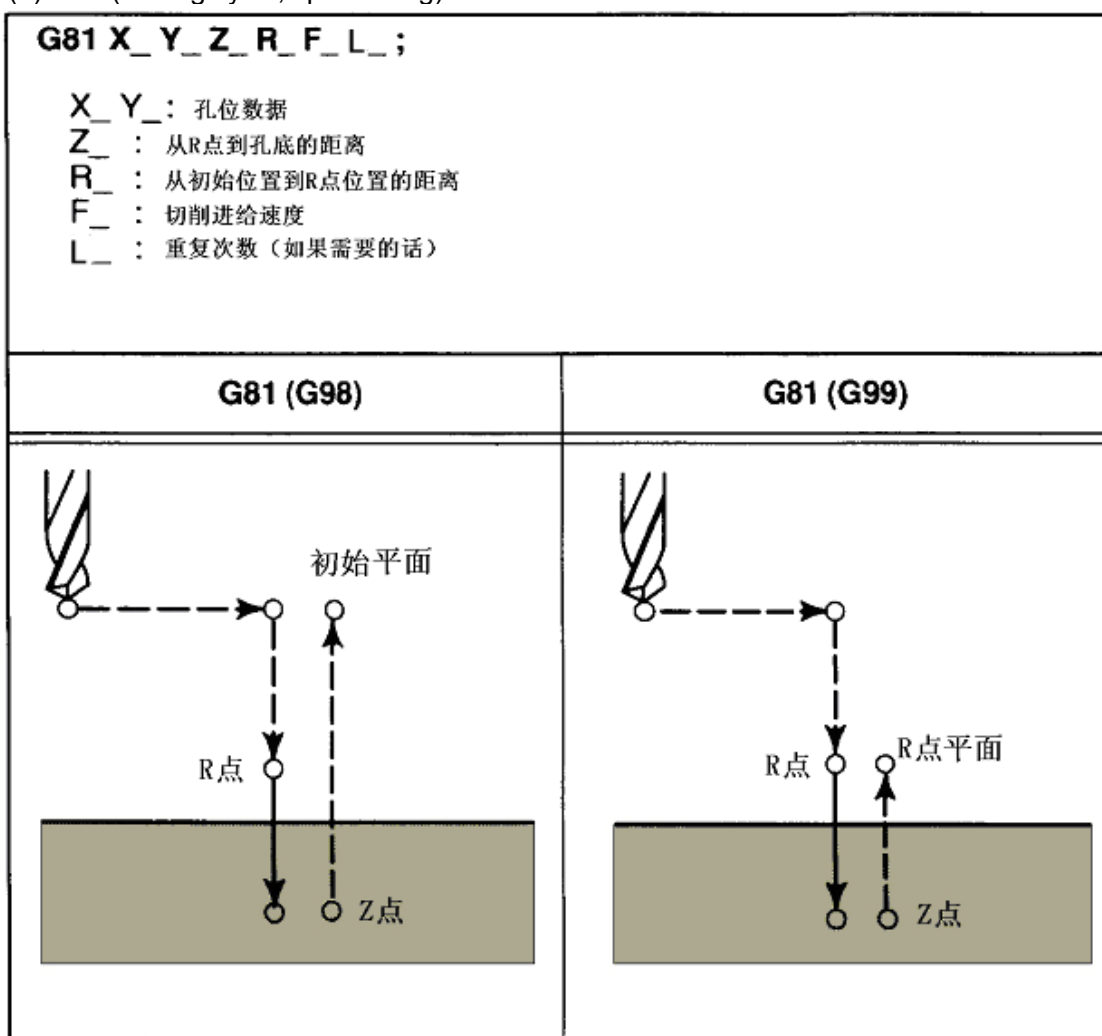 G81 X_ Y_ Z_ R_ F_ L_ ;
X_ Y_ : 孔位数据
Z_ : 从R点到孔底的距离
R_ : 从初始位置到R点位置的距离
F_ : 切削进给速度
L_ : 重复次数（如果需要的话）
G81 (G98)
G81 (G99)
初始平面
R点
Z点
R点
R点平面
Z点